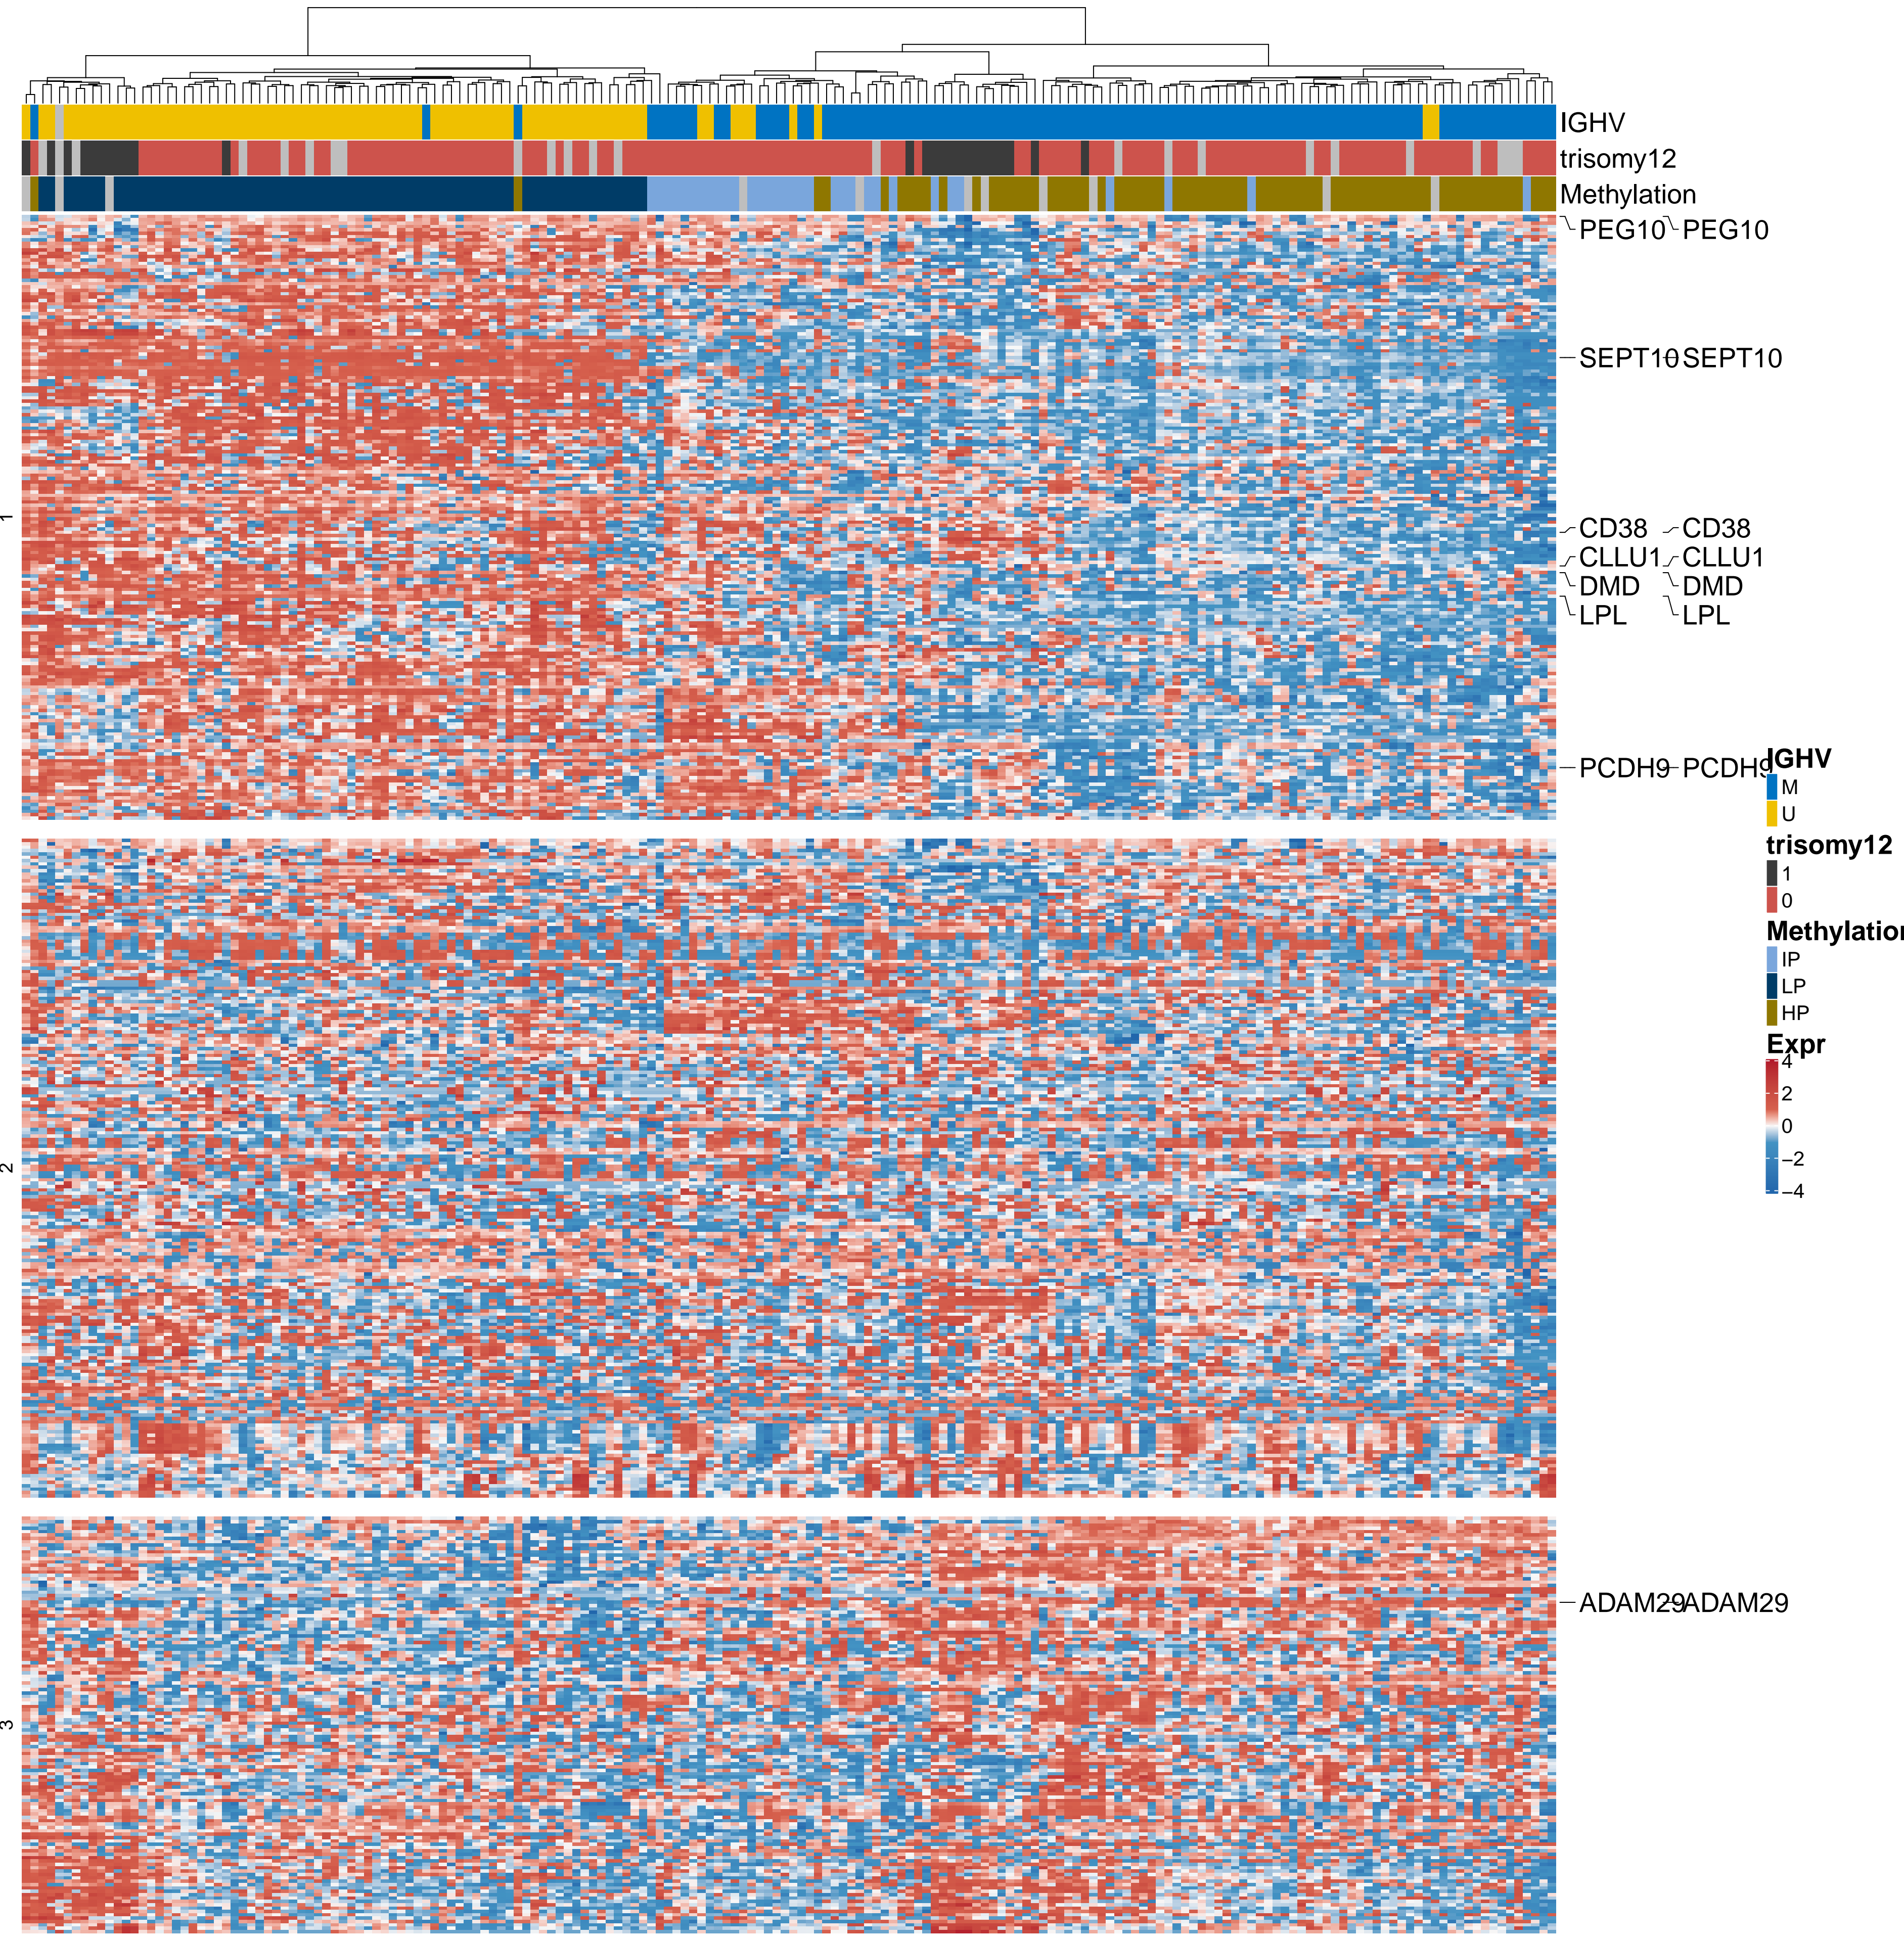 IGHV
trisomy12
Methylation
PEG10 PEG10
SEPT10 SEPT10
1
CD38 CD38
CLLU1 CLLU1
DMD DMD
LPL LPL
PCDH9 PCDH9
IGHV
M
U
trisomy12
1
0
Methylation
IP
LP
HP
Expr
4
2
0
−2
−4
2
ADAM29 ADAM29
3